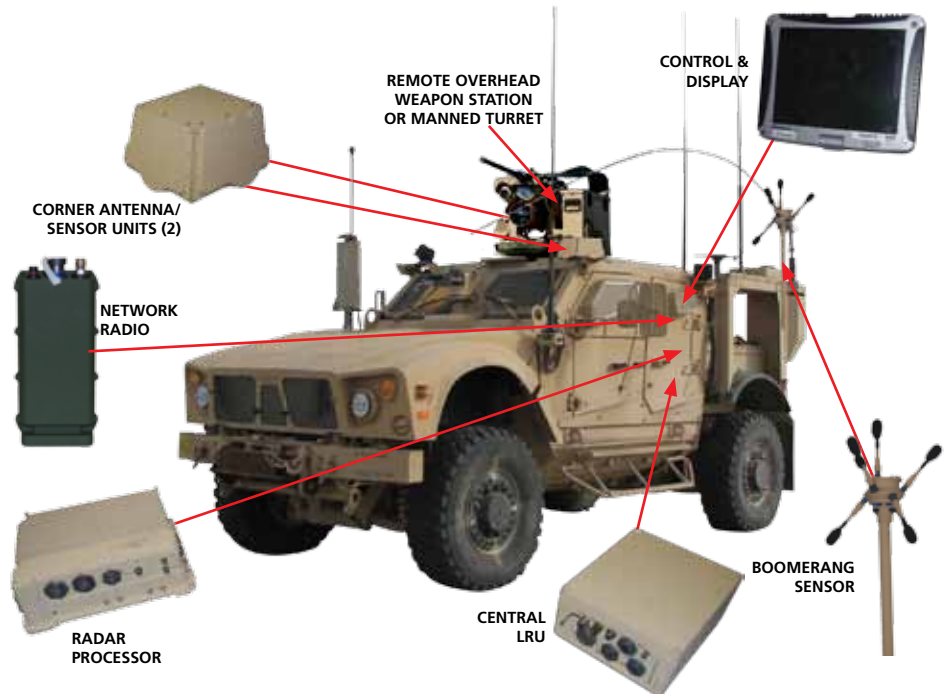 CONTROL &
DISPLAY
REMOTE OVERHEAD
WEAPON STATION
OR MANNED TURRET
CORNER ANTENNA/
SENSOR UNITS (2)
NETWORK
RADIO
BOOMERANG
SENSOR
CENTRAL
LRU
RADAR
PROCESSOR